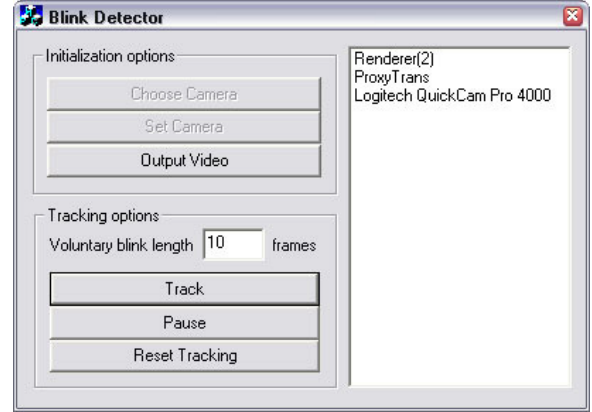 Blink Detector
Initialization options
Choose Camera
Set Camera
Output Video
Tracking options
Voluntary blink length 10 frames
Track
Pause
Reset Tracking
Renderer(2)
ProxyTrans
Logitech QuickCam Pro 4000